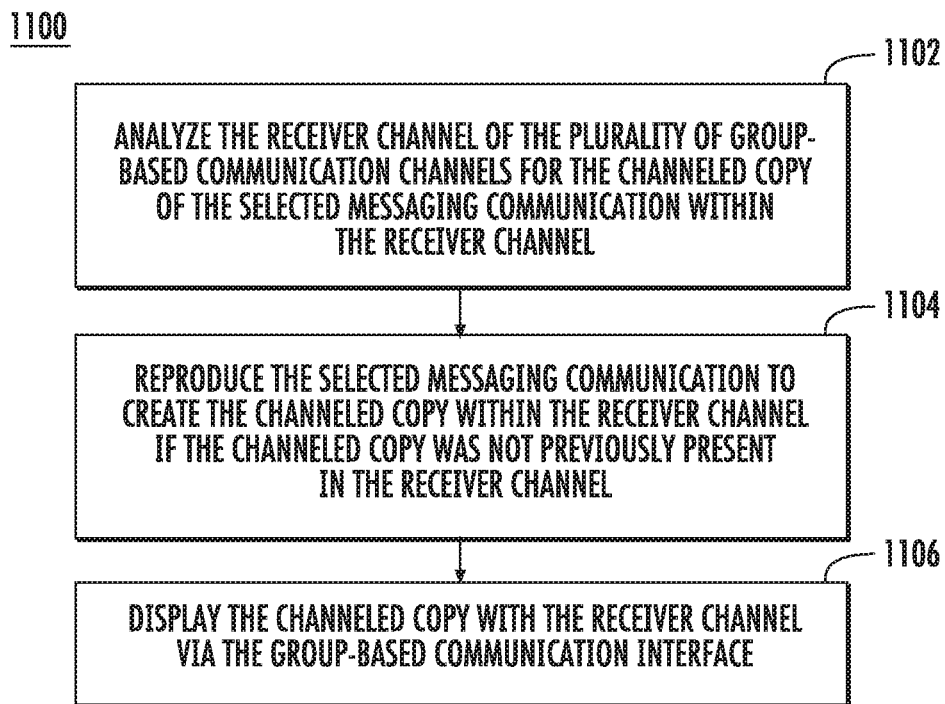 1100
1102
ANALYZE THE RECEIVER CHANNEL OF THE PLURALITY OF GROUP-
BASED COMMUNICATION CHANNELS FOR THE CHANNELED COPY
OF THE SELECTED MESSAGING COMMUNICATION WITHIN
THE RECEIVER CHANNEL
1104
REPRODUCE THE SELECTED MESSAGING COMMUNICATION TO
CREATE THE CHANNELED COPY WITHIN THE RECEIVER CHANNEL
IF THE CHANNELED COPY WAS NOT PREVIOUSLY PRESENT
IN THE RECEIVER CHANNEL
1106
DISPLAY THE CHANNELED COPY WITH THE RECEIVER CHANNEL
VIA THE GROUP-BASED COMMUNICATION INTERFACE